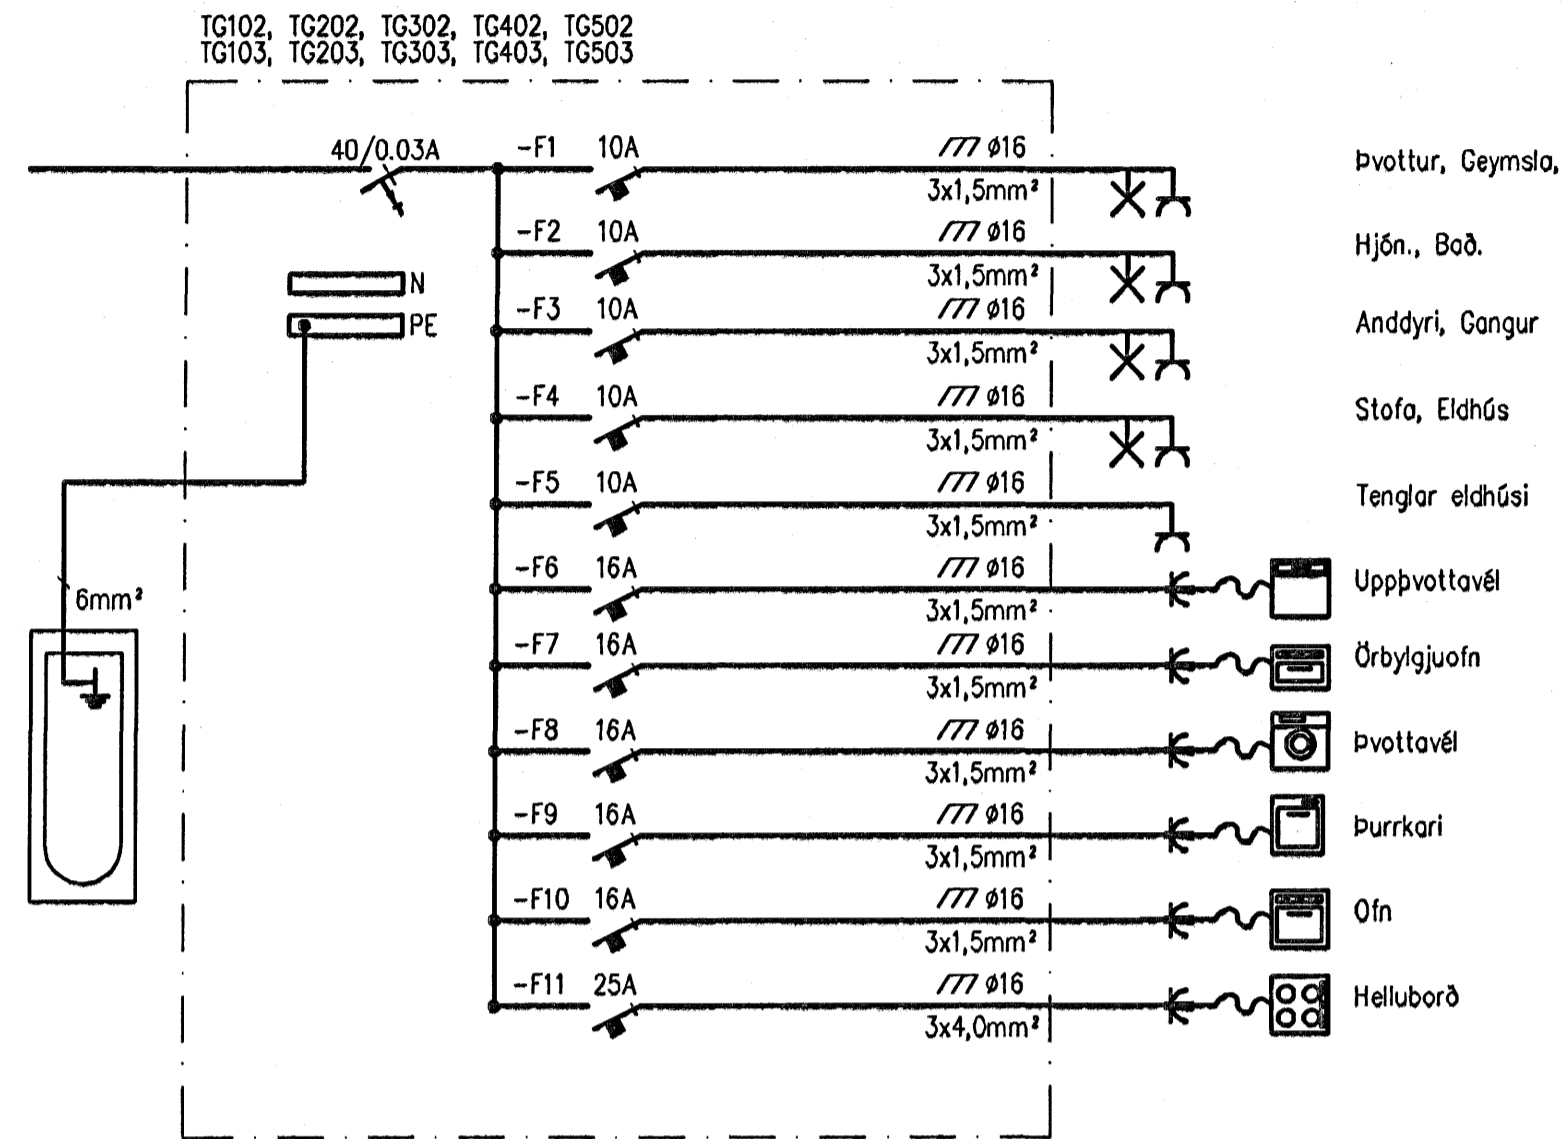 TG102, TG202, TG302, TG402, TG502
TG103, TG203, TG303, TG403, TG503
40/0.03A
-F1 10A ø16 Þvottur, Geymsla,
3x1,5mm²
-F2 10A ø16 Hjón., Bað.
3x1,5mm²
N
-F3 10A ø16 Anddyri, Gangur
PE
3x1,5mm²
-F4 10A ø16 Stofa, Eldhús
3x1,5mm²
-F5 10A ø16 Tenglar eldhúsi
3x1,5mm²
-F6 16A ø16 Uppþvottavél
6mm²
3x1,5mm²
-F7 16A ø16 Örbylgjuofn
3x1,5mm²
-F8 16A ø16 Þvottavél
3x1,5mm²
-F9 16A ø16 Þurrkari
3x1,5mm²
-F10 16A ø16 Ofn
3x1,5mm²
-F11 25A ø16 Helluborð
3x4,0mm²